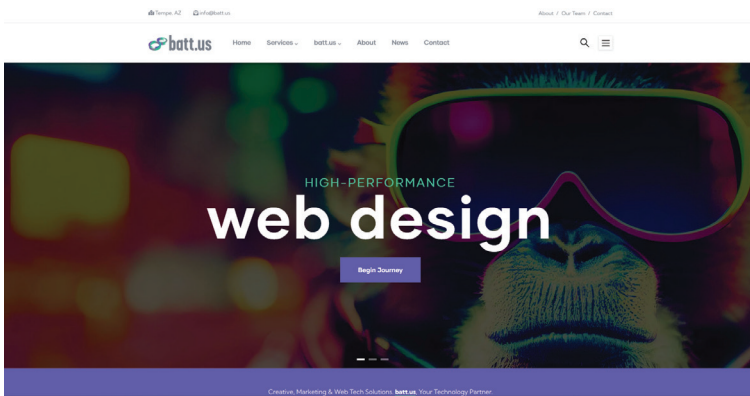 Tempe, AZ info@batt.us About / Our Team / Contact
batt.us Home Services batt.us About News Contact
HIGH-PERFORMANCE
web design
Begin Journey
Creative, Marketing & Web Tech Solutions. batt.us, Your Technology Partner.